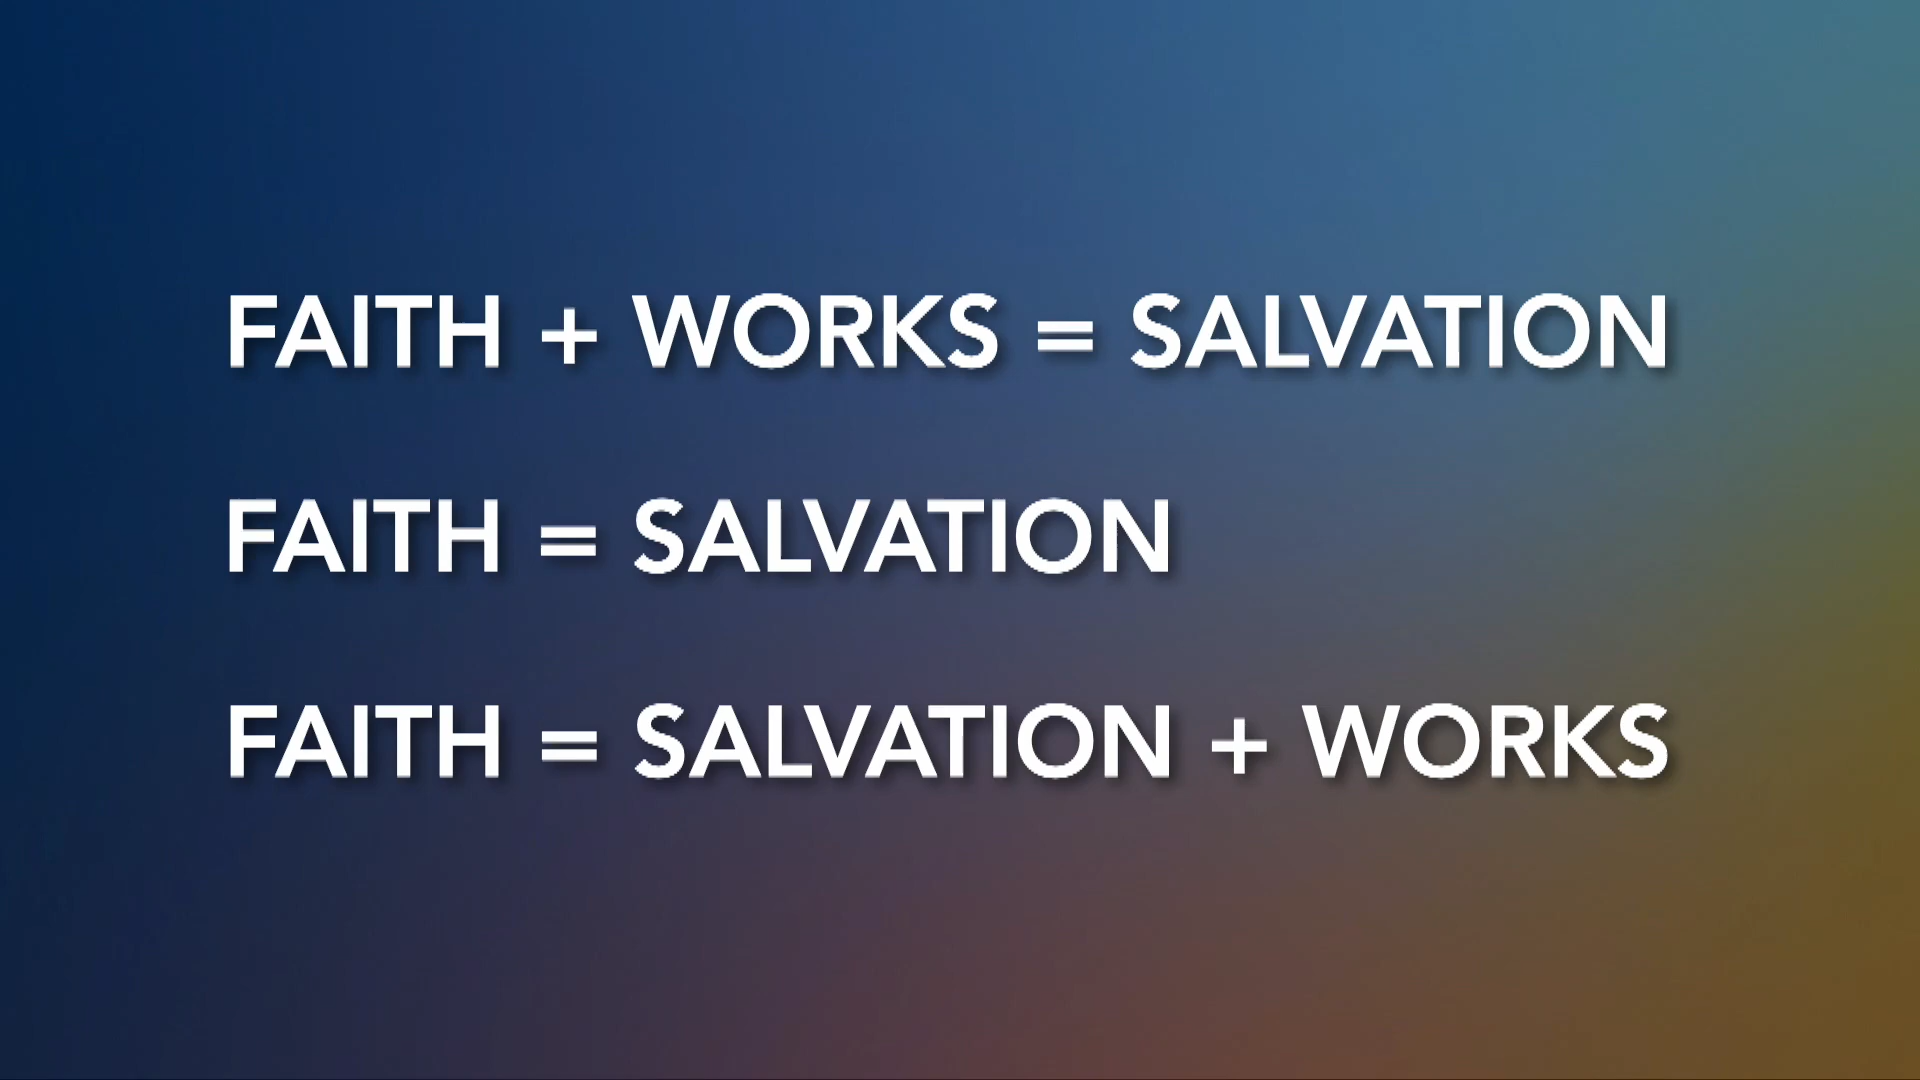 FAITH + WORKS = SALVATION
FAITH = SALVATION
FAITH = SALVATION + WORKS